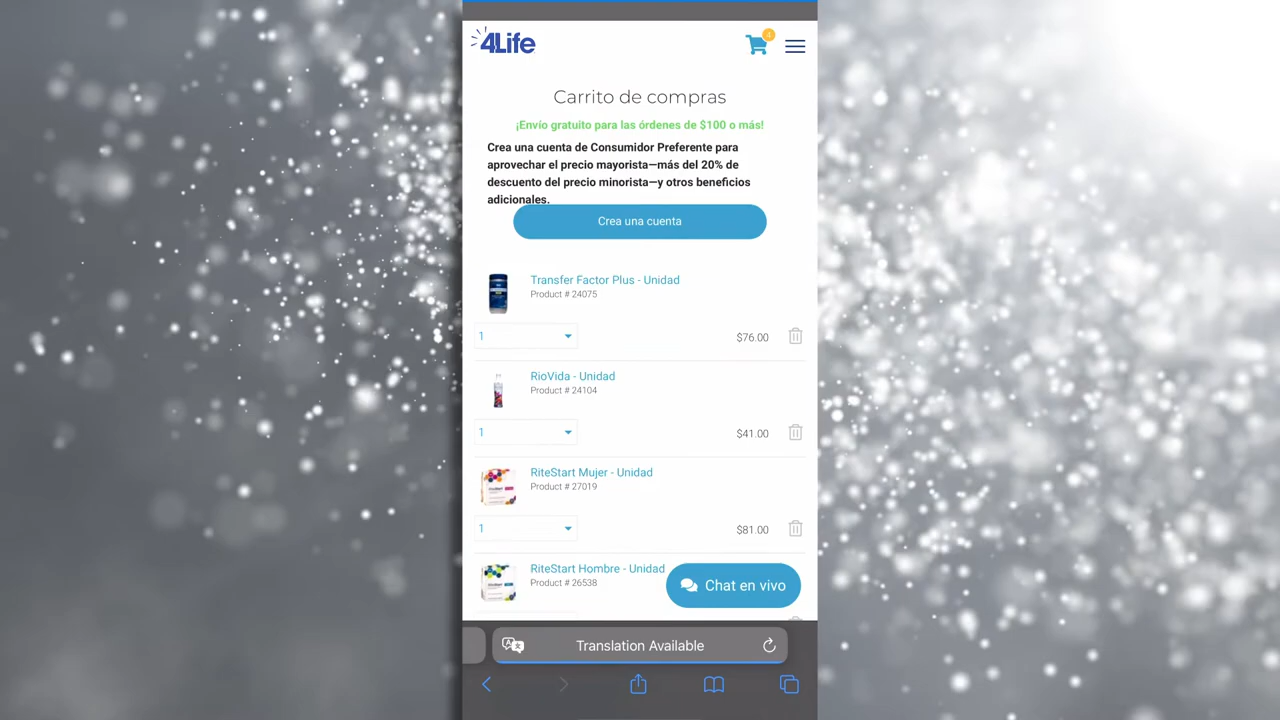 4Life
4
Carrito de compras
¡Envío gratuito para las órdenes de $100 o más!
Crea una cuenta de Consumidor Preferente para
aprovechar el precio mayorista—más del 20% de
descuento del precio minorista—y otros beneficios
adicionales.
Crea una cuenta
Transfer Factor Plus - Unidad
Product # 24075
1
$76.00
RioVida - Unidad
Product # 24104
1
$41.00
RiteStart Mujer - Unidad
Product # 27019
1
$81.00
RiteStart Hombre - Unidad
Product # 26538
Chat en vivo
Translation Available